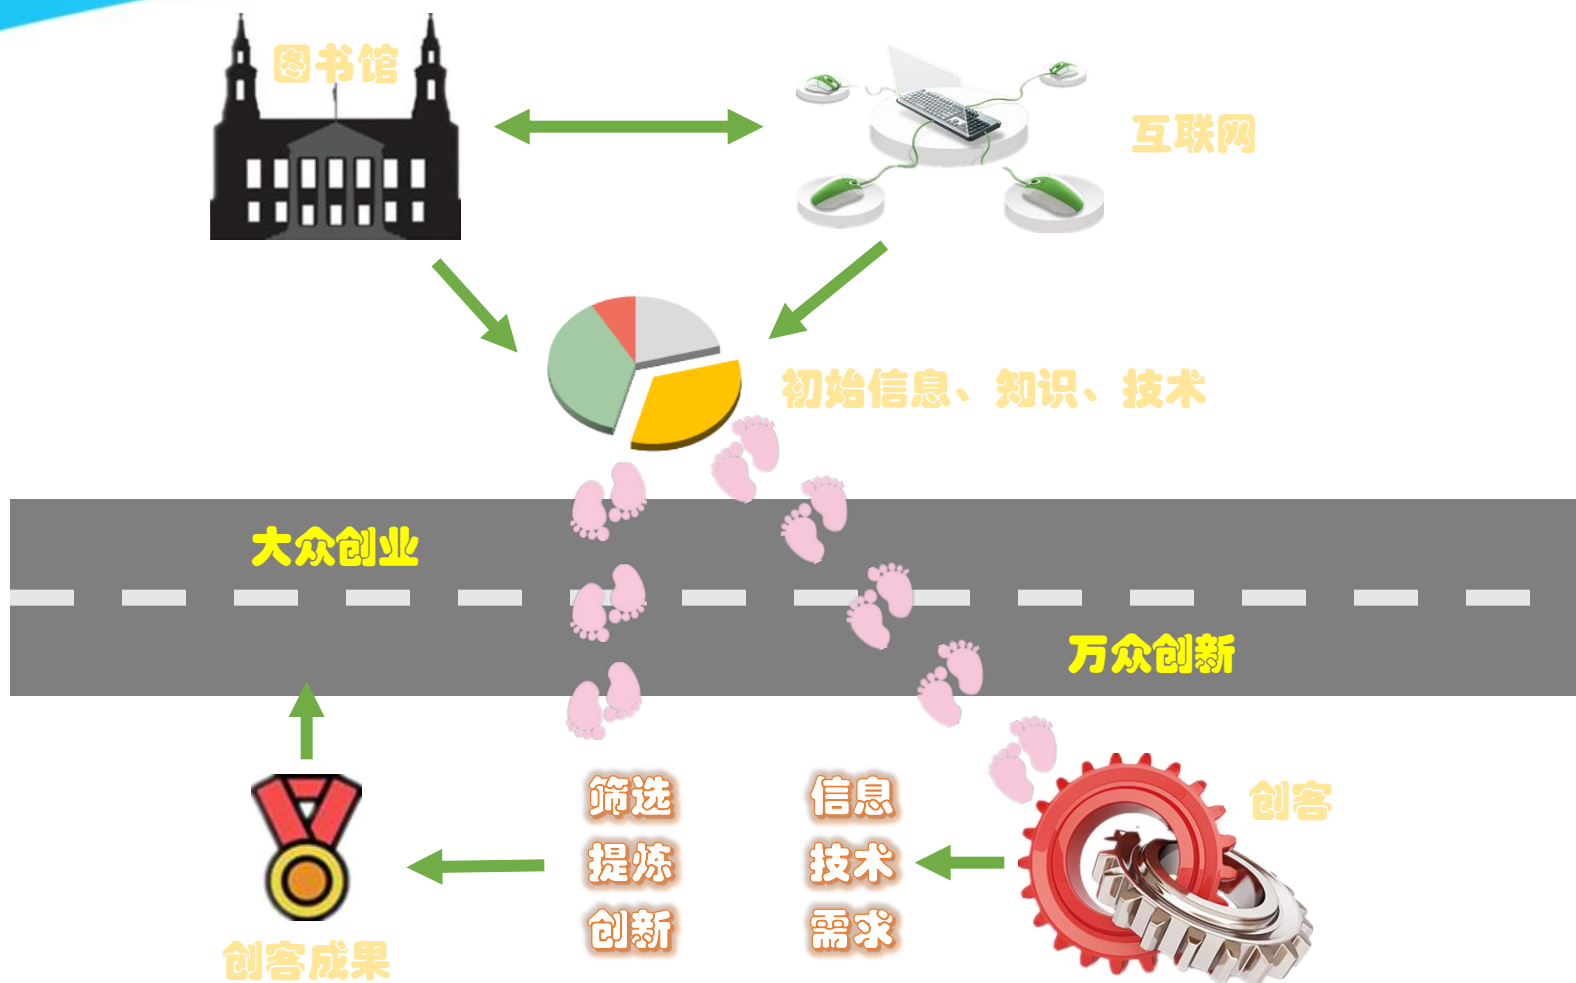 图书馆
互联网
初始信息、知识、技术
大众创业
万众创新
筛选
提炼
创新
信息
技术
需求
创客
创客成果